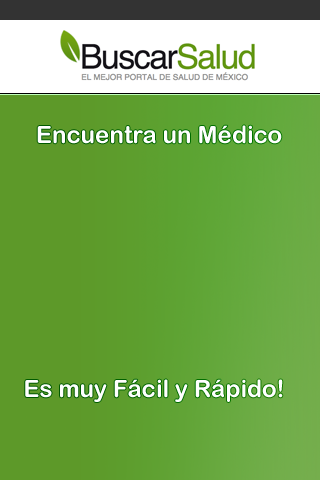 BuscarSalud
EL MEJOR PORTAL DE SALUD DE MÉXICO
Encuentra un Médico
Es muy Fácil y Rápido!